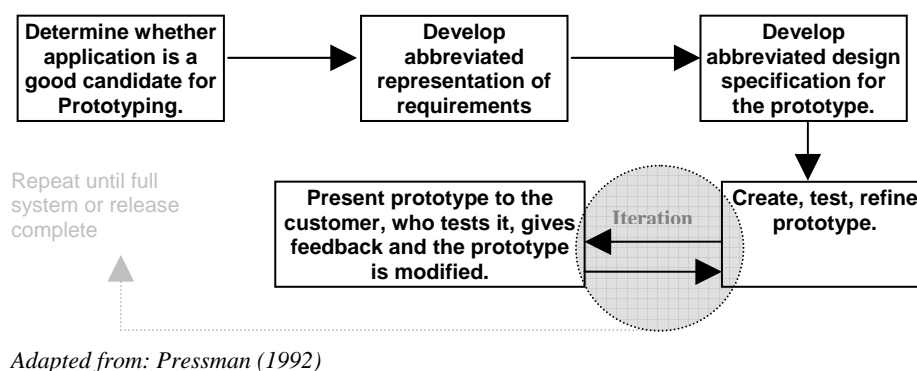 Determine whether
application is a
good candidate for
Prototyping.
Develop
abbreviated
representation of
requirements
Develop
abbreviated design
specification for
the prototype.
Repeat until full
system or release
complete
Present prototype to the
customer, who tests it, gives
feedback and the prototype
is modified.
Iteration
Create, test, refine
prototype.
Adapted from: Pressman (1992)